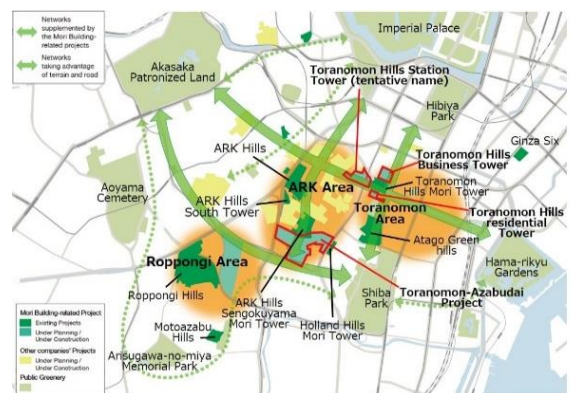 Networks
supplemented by
the Mori Building-
related projects
Networks
taking advantage
of terrain and road
Imperial Palace
Akasaka
Patronized Land
Toranomon Hills Station
Tower (tentative name)
Hibiya
Park
Ginza Six
ARK Hills
Toranomon Hills
Business Tower
ARK Area
Toranomon
Hills Mori Tower
Aoyama
Cemetery
ARK Hills
South Tower
Toranomon
Area
Toranomon Hills
residential
Tower
Atago Green
hills
Roppongi Area
Hama-rikyu
Gardens
Roppongi Hills
ARK Hills
Sengokuyama
Mori Tower
Shiba
Park
Toranomon-Azabudai
Project
Holland Hills
Mori Tower
Motoazabu
Hills
Arisugawa-no-miya
Memorial Park
Mori Building-related Project
Existing Projects
Under Planning /
Under Construction
Other companies' Projects
Under Planning /
Under Construction
Public Greenery